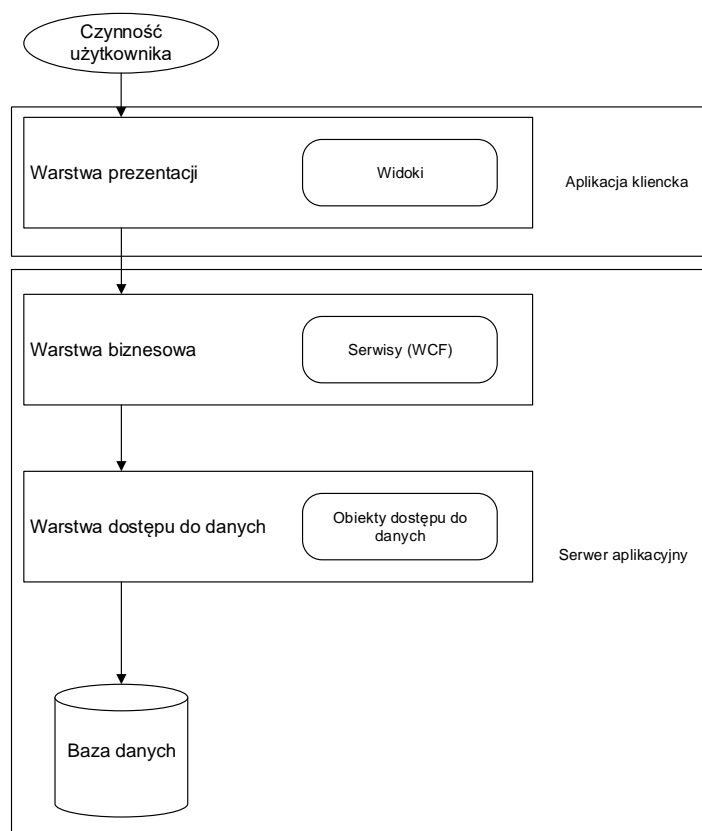 Czynność
użytkownika
Warstwa prezentacji
Widoki
Aplikacja kliencka
Warstwa biznesowa
Serwisy (WCF)
Warstwa dostępu do danych
Obiekty dostępu do
danych
Serwer aplikacyjny
Baza danych